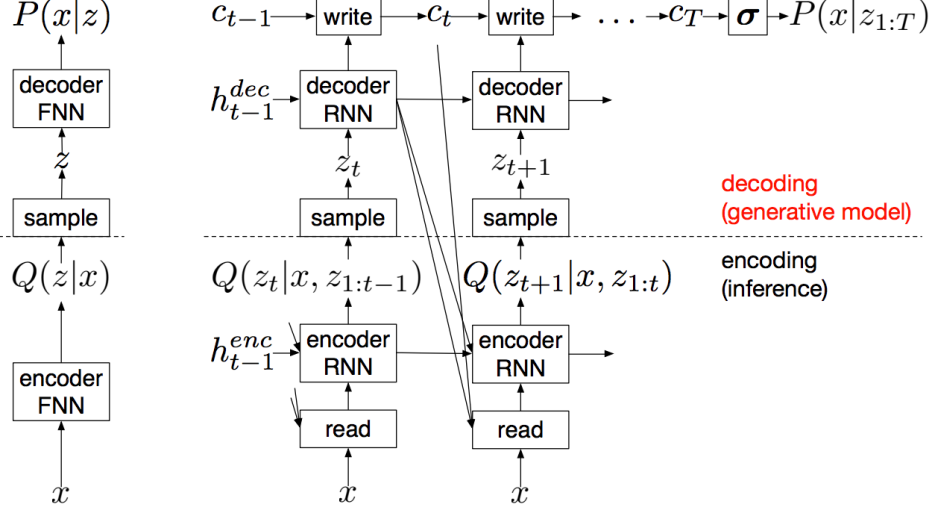 P(x|z)
decoder
FNN
z
sample
Q(z|x)
encoder
FNN
x
c_{t-1} write c_t write ... c_T σ P(x|z_{1:T})
h_{t-1}^{dec} decoder
RNN decoder
RNN
z_t z_{t+1}
sample sample
decoding
(generative model)
Q(z_t|x, z_{1:t-1}) Q(z_{t+1}|x, z_{1:t})
encoding
(inference)
h_{t-1}^{enc} encoder
RNN encoder
RNN
read read
x x